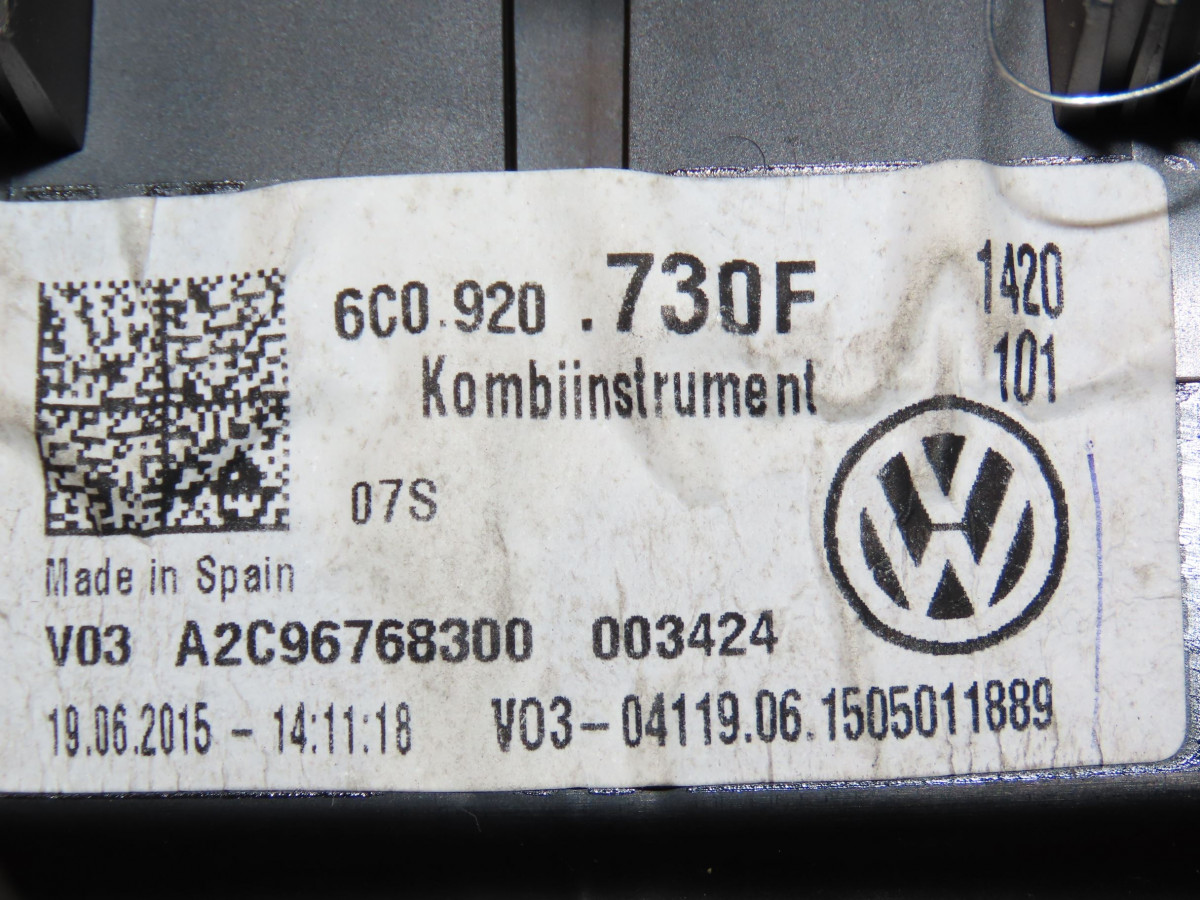 6C0.920 .730F 1420
Kombiinstrument 101
07S
Made in Spain
V03 A2C96768300 003424
19.06.2015 - 14:11:18 V03-04119.06.1505011889